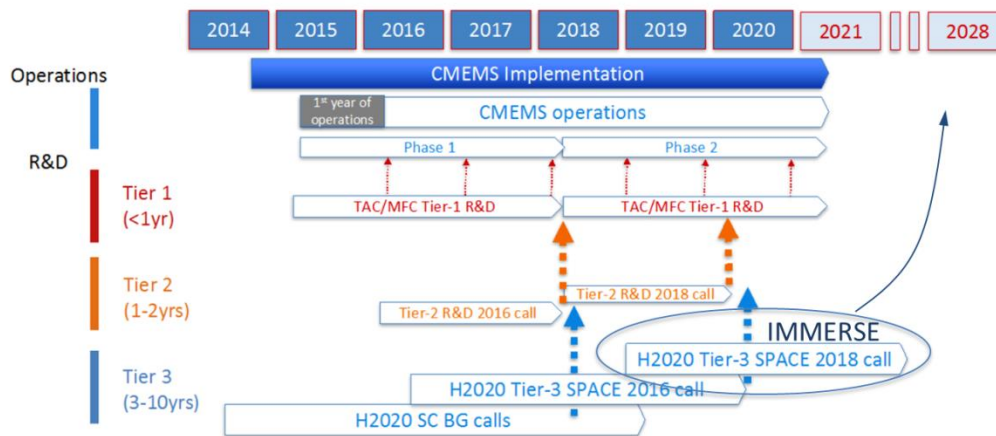 2014 2015 2016 2017 2018 2019 2020 2021 2028
Operations
CMEMS Implementation
1st year of
operations
CMEMS operations
R&D
Phase 1 Phase 2
Tier 1
(<1yr)
TAC/MFC Tier-1 R&D TAC/MFC Tier-1 R&D
Tier 2
(1-2yrs)
Tier-2 R&D 2018 call
Tier-2 R&D 2016 call
IMMERSE
H2020 Tier-3 SPACE 2018 call
Tier 3
(3-10yrs)
H2020 Tier-3 SPACE 2016 call
H2020 SC BG calls